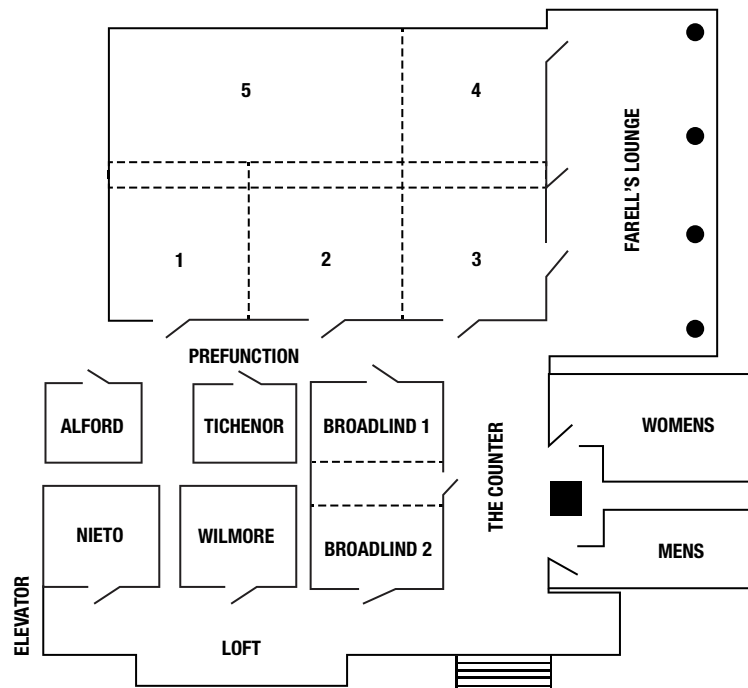 5
4
FARELL'S LOUNGE
1
2
3
PREFUNCTION
ALFORD
TICHENOR
BROADLIND 1
WOMENS
THE COUNTER
NIETO
WILMORE
BROADLIND 2
MENS
ELEVATOR
LOFT